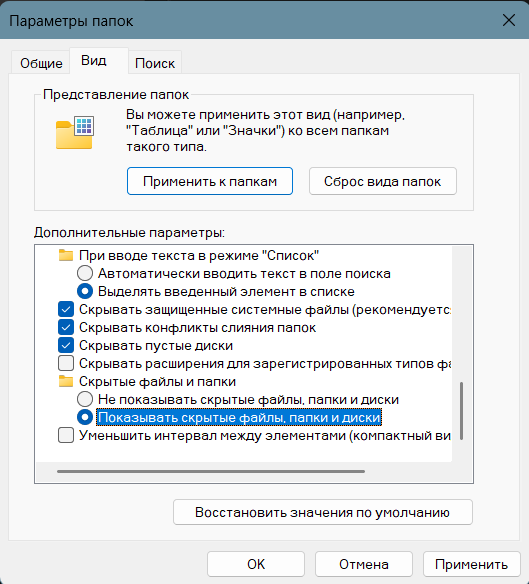 Параметры папок
Общие Вид Поиск
Представление папок
Вы можете применить этот вид (например,
"Таблица" или "Значки") ко всем папкам
такого типа.
Применить к папкам Сброс вида папок
Дополнительные параметры:
При вводе текста в режиме "Список"
Автоматически вводить текст в поле поиска
Выделять введенный элемент в списке
Скрывать защищенные системные файлы (рекомендуетс
Скрывать конфликты слияния папок
Скрывать пустые диски
Скрывать расширения для зарегистрированных типов фа
Скрытые файлы и папки
Не показывать скрытые файлы, папки и диски
Показывать скрытые файлы, папки и диски
Уменьшить интервал между элементами (компактный ви
Восстановить значения по умолчанию
ОК Отмена Применить